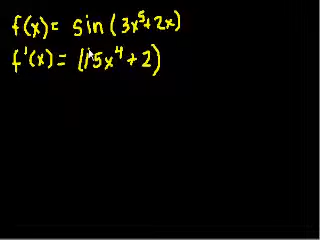 f(x) = sin(3x⁵+2x)
f'(x) = (15x⁴+2)